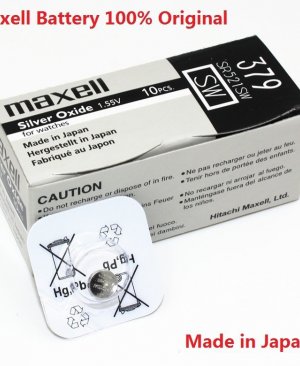 xell Battery 100% Original
maxell
Silver Oxide 1.55V
for watches
10PCS.
Made in Japan
Hergestellt in Japan
Fabriqué au Japon
379
SR521SW
SW
CAUTION
• Do not recharge or dispose of in fire.
• Ne pas recharger ou jeter au feu.
Tenir hors de portée des enfants.
• No recargar ni arrojar al fuego.
Manténgase fuera del alcance de los niños.
Hitachi Maxell, Ltd.
Hg,Pb
Hg
Made in Japa